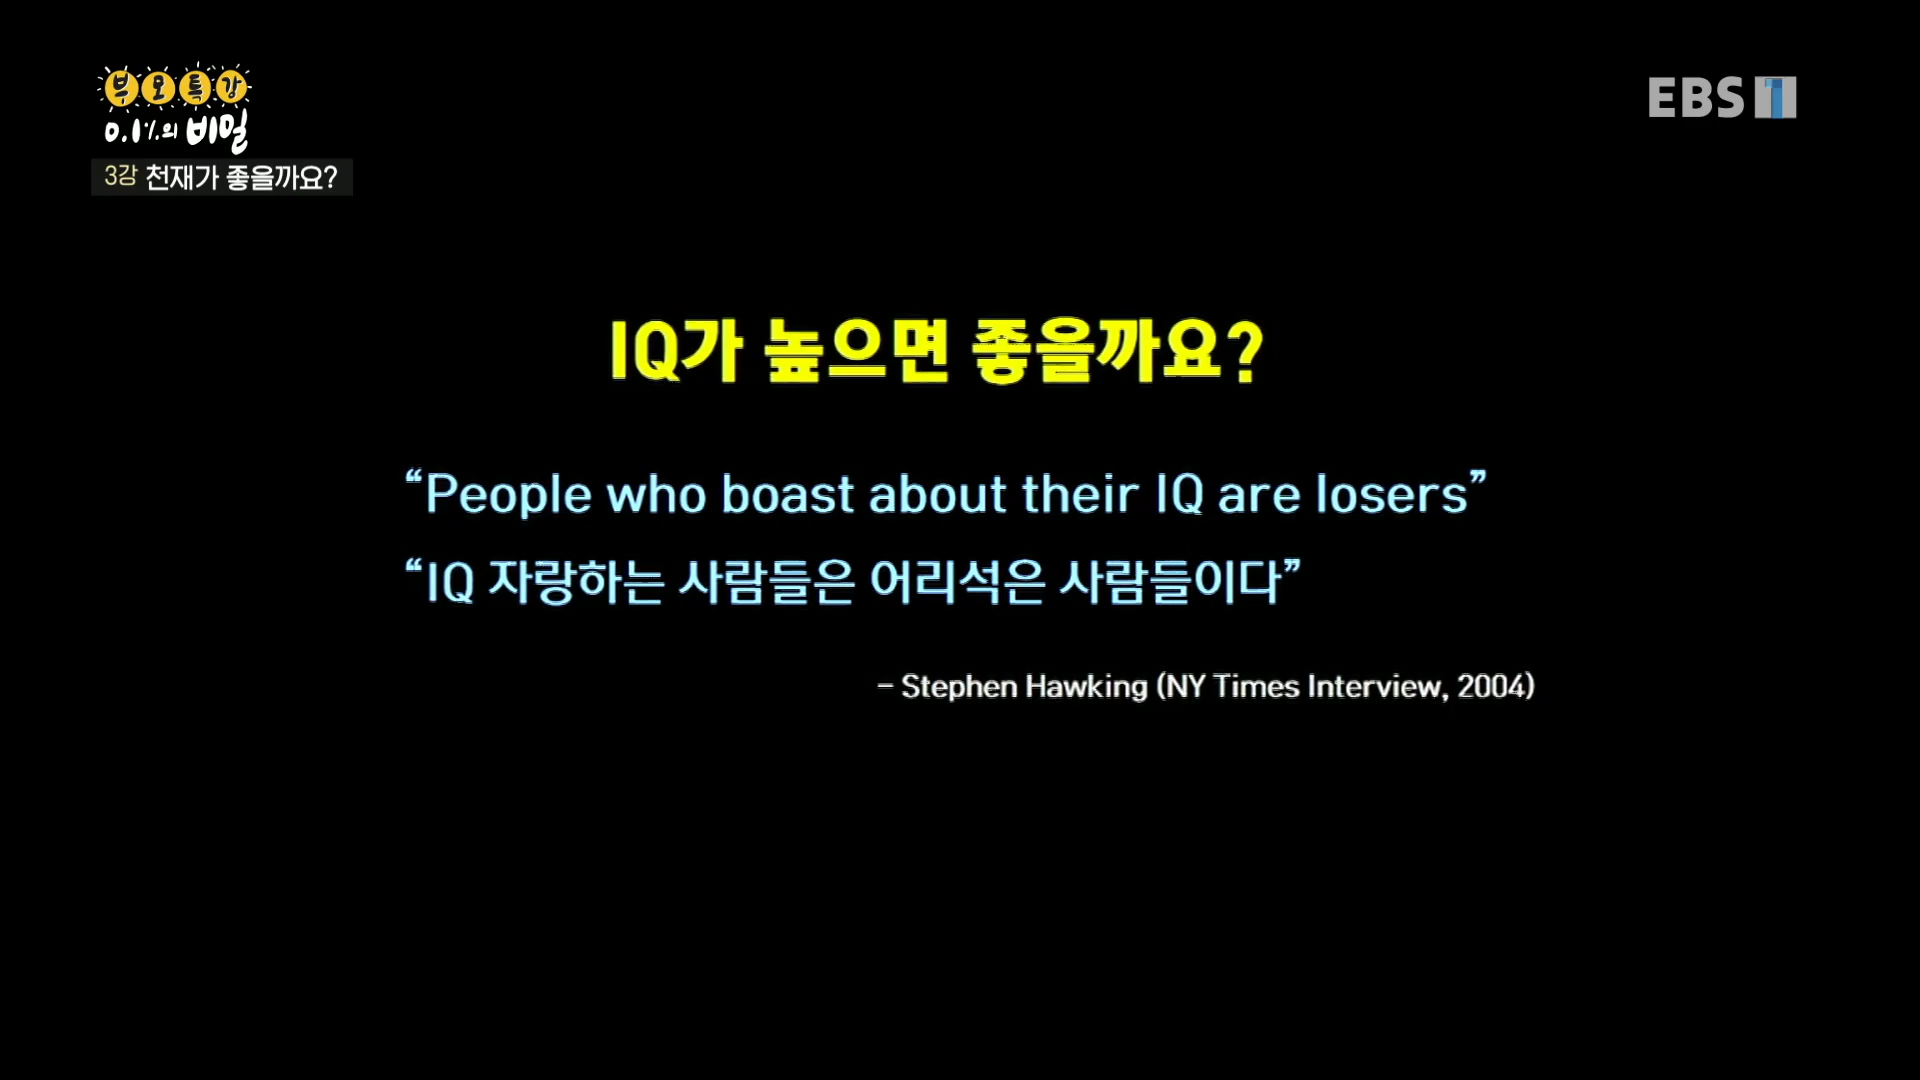 부모특강
0.1%의 비밀
EBS 1
3강 천재가 좋을까요?
IQ가 높으면 좋을까요?
“People who boast about their IQ are losers”
“IQ 자랑하는 사람들은 어리석은 사람들이다”
– Stephen Hawking (NY Times Interview, 2004)